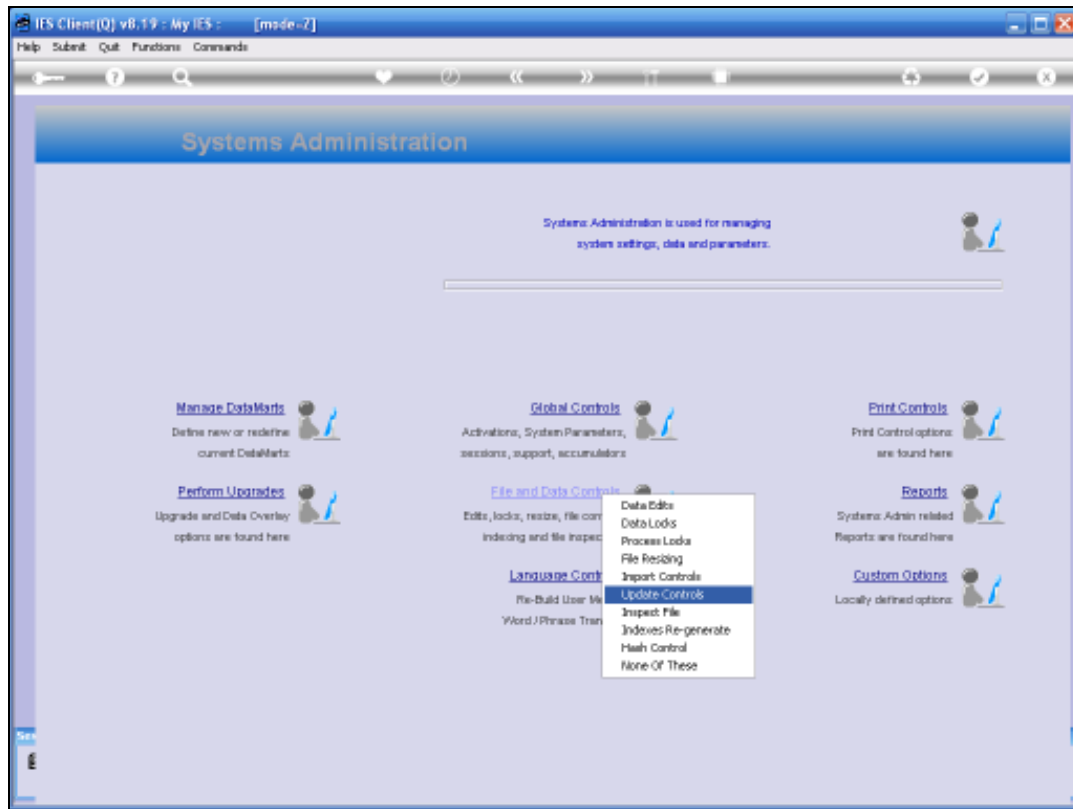 IES Client(Q) v8.19 : My IES : [mode=Z]
Help Submit Quit Functions Commands
Systems Administration
Systems Administration is used for managing
system settings, data and parameters.
Manage DataMarts
Define new or redefine
current DataMarts
Global Controls
Activations, System Parameters,
sessions, support, accumulators
Print Controls
Print Control options
are found here
Perform Upgrades
Upgrade and Data Overlay
options are found here
File and Data Controls
Edits, locks, resize, file
indexing and file
Reports
Systems Admin related
Reports are found here
Language
Re-Build User
Word / Phrase
Custom Options
Locally defined options
Data Edits
Data Locks
Process Locks
File Resizing
Import Controls
Update Controls
Inspect File
Indexes Re-generate
Hash Control
None Of These